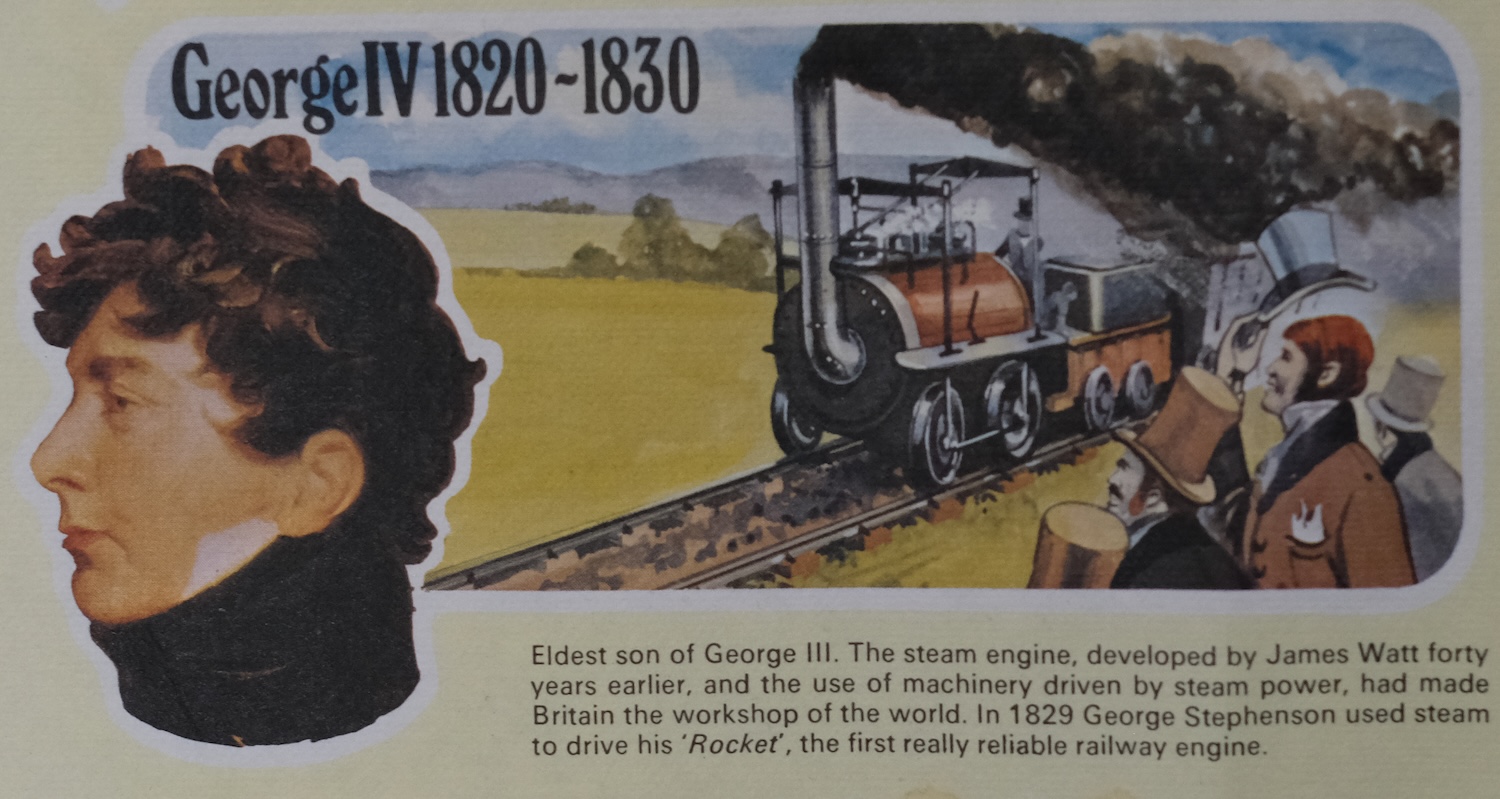 George IV 1820~1830
Eldest son of George III. The steam engine, developed by James Watt forty
years earlier, and the use of machinery driven by steam power, had made
Britain the workshop of the world. In 1829 George Stephenson used steam
to drive his 'Rocket', the first really reliable railway engine.